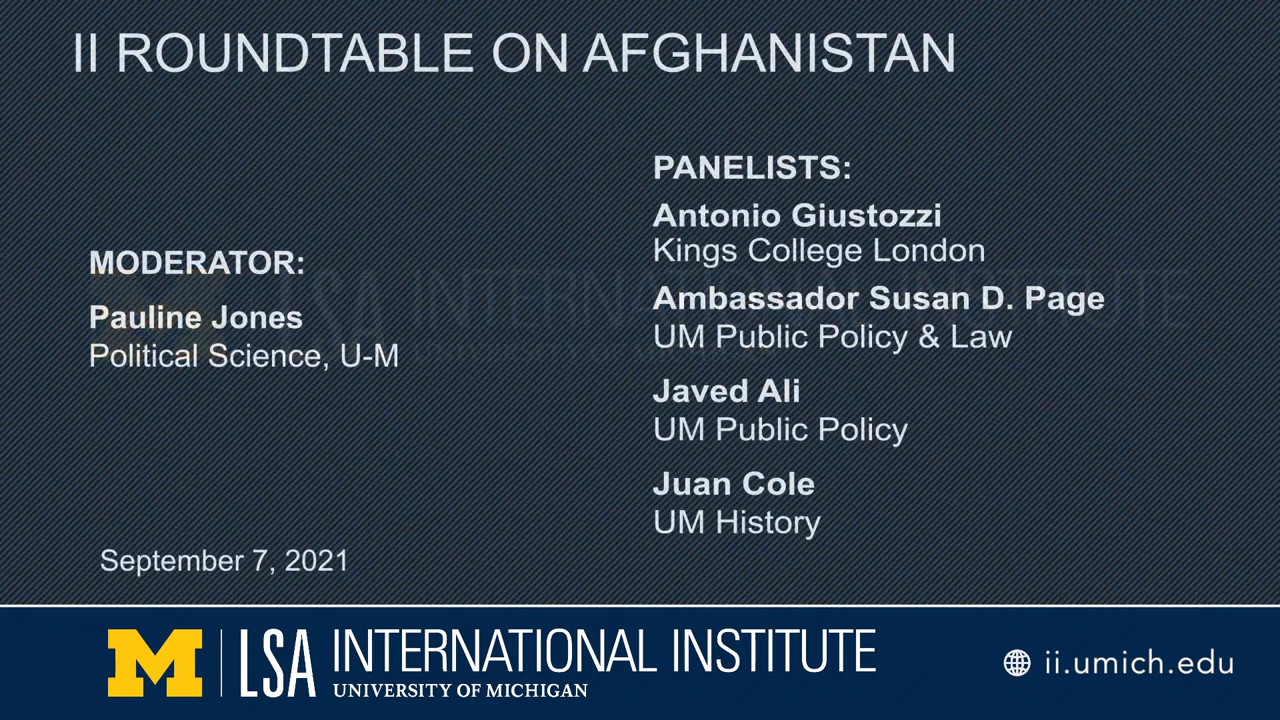 II ROUNDTABLE ON AFGHANISTAN
MODERATOR:
Pauline Jones
Political Science, U-M
PANELISTS:
Antonio Giustozzi
Kings College London
Ambassador Susan D. Page
UM Public Policy & Law
Javed Ali
UM Public Policy
Juan Cole
UM History
September 7, 2021
M LSA INTERNATIONAL INSTITUTE
UNIVERSITY OF MICHIGAN
ii.umich.edu